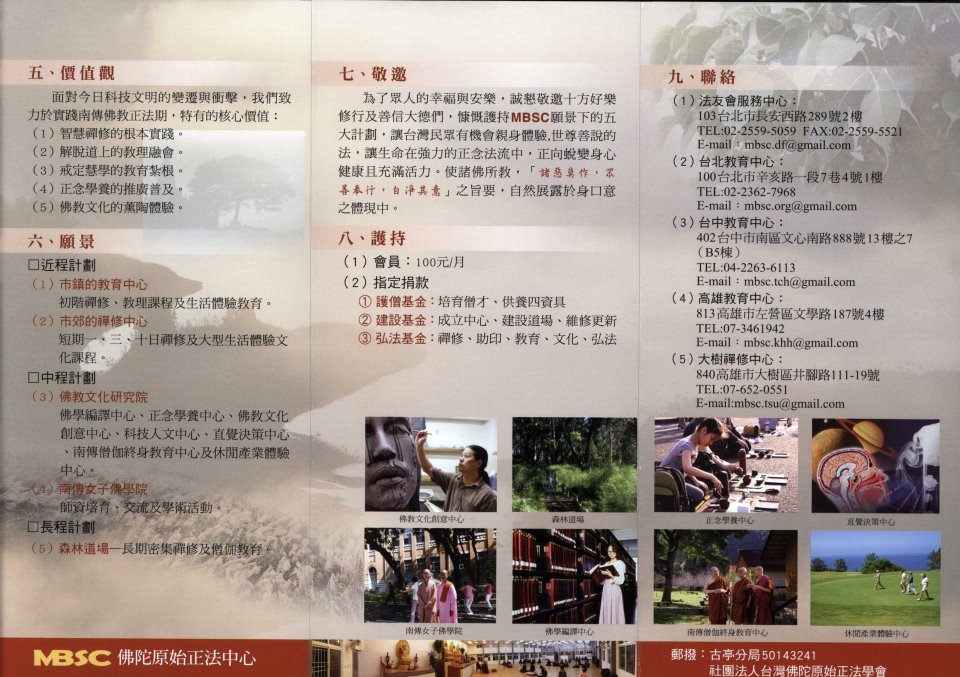 五、價值觀
面對今日科技文明的變遷與衝擊，我們致
力於實踐南傳佛教正法期，特有的核心價值：
（1）智慧禪修的根本實踐。
（2）解脫道上的教理融會。
（3）戒定慧學的教育紮根。
（4）正念學養的推廣普及。
（5）佛教文化的薰陶體驗。
六、願景
□近程計劃
（1）市鎮的教育中心
初階禪修、教理課程及生活體驗教育。
（2）市郊的禪修中心
短期一、三、十日禪修及大型生活體驗文
化課程。
□中程計劃
（3）佛教文化研究院
佛學編譯中心、正念學養中心、佛教文化
創意中心、科技人文中心、直覺決策中心
、南傳僧伽終身教育中心及休閒產業體驗
中心。
（4）南傳女子佛學院
師資培育、交流及學術活動。
□長程計劃
（5）森林道場—長期密集禪修及僧伽教育。
MBSC 佛陀原始正法中心
七、敬邀
為了眾人的幸福與安樂，誠懇敬邀十方好樂
修行及善信大德們，慷慨護持MBSC願景下的五
大計劃，讓台灣民眾有機會親身體驗.世尊善說的
法，讓生命在強力的正念法流中，正向蛻變身心
健康且充滿活力。使諸佛所教，「諸惡莫作，眾
善奉行，自淨其意」之旨要，自然展露於身口意
之體現中。
八、護持
（1）會員：100元/月
（2）指定捐款
① 護僧基金：培育僧才、供養四資具
② 建設基金：成立中心、建設道場、維修更新
③ 弘法基金：禪修、助印、教育、文化、弘法
佛教文化創意中心
森林道場
南傳女子佛學院
佛學編譯中心
九、聯絡
（1）法友會服務中心：
103台北市長安西路289號2樓
TEL:02-2559-5059 FAX:02-2559-5521
E-mail：mbsc.df@gmail.com
（2）台北教育中心：
100台北市辛亥路一段7巷4號1樓
TEL:02-2362-7968
E-mail：mbsc.org@gmail.com
（3）台中教育中心：
402台中市南區文心南路888號13樓之7
（B5棟）
TEL:04-2263-6113
E-mail：mbsc.tch@gmail.com
（4）高雄教育中心：
813高雄市左營區文學路187號4樓
TEL:07-3461942
E-mail：mbsc.khh@gmail.com
（5）大樹禪修中心：
840高雄市大樹區井腳路111-19號
TEL:07-652-0551
E-mail:mbsc.tsu@gmail.com
正念學養中心
直覺決策中心
南傳僧伽終身教育中心
休閒產業體驗中心
郵撥：古亭分局50143241
社團法人台灣佛陀原始正法學會